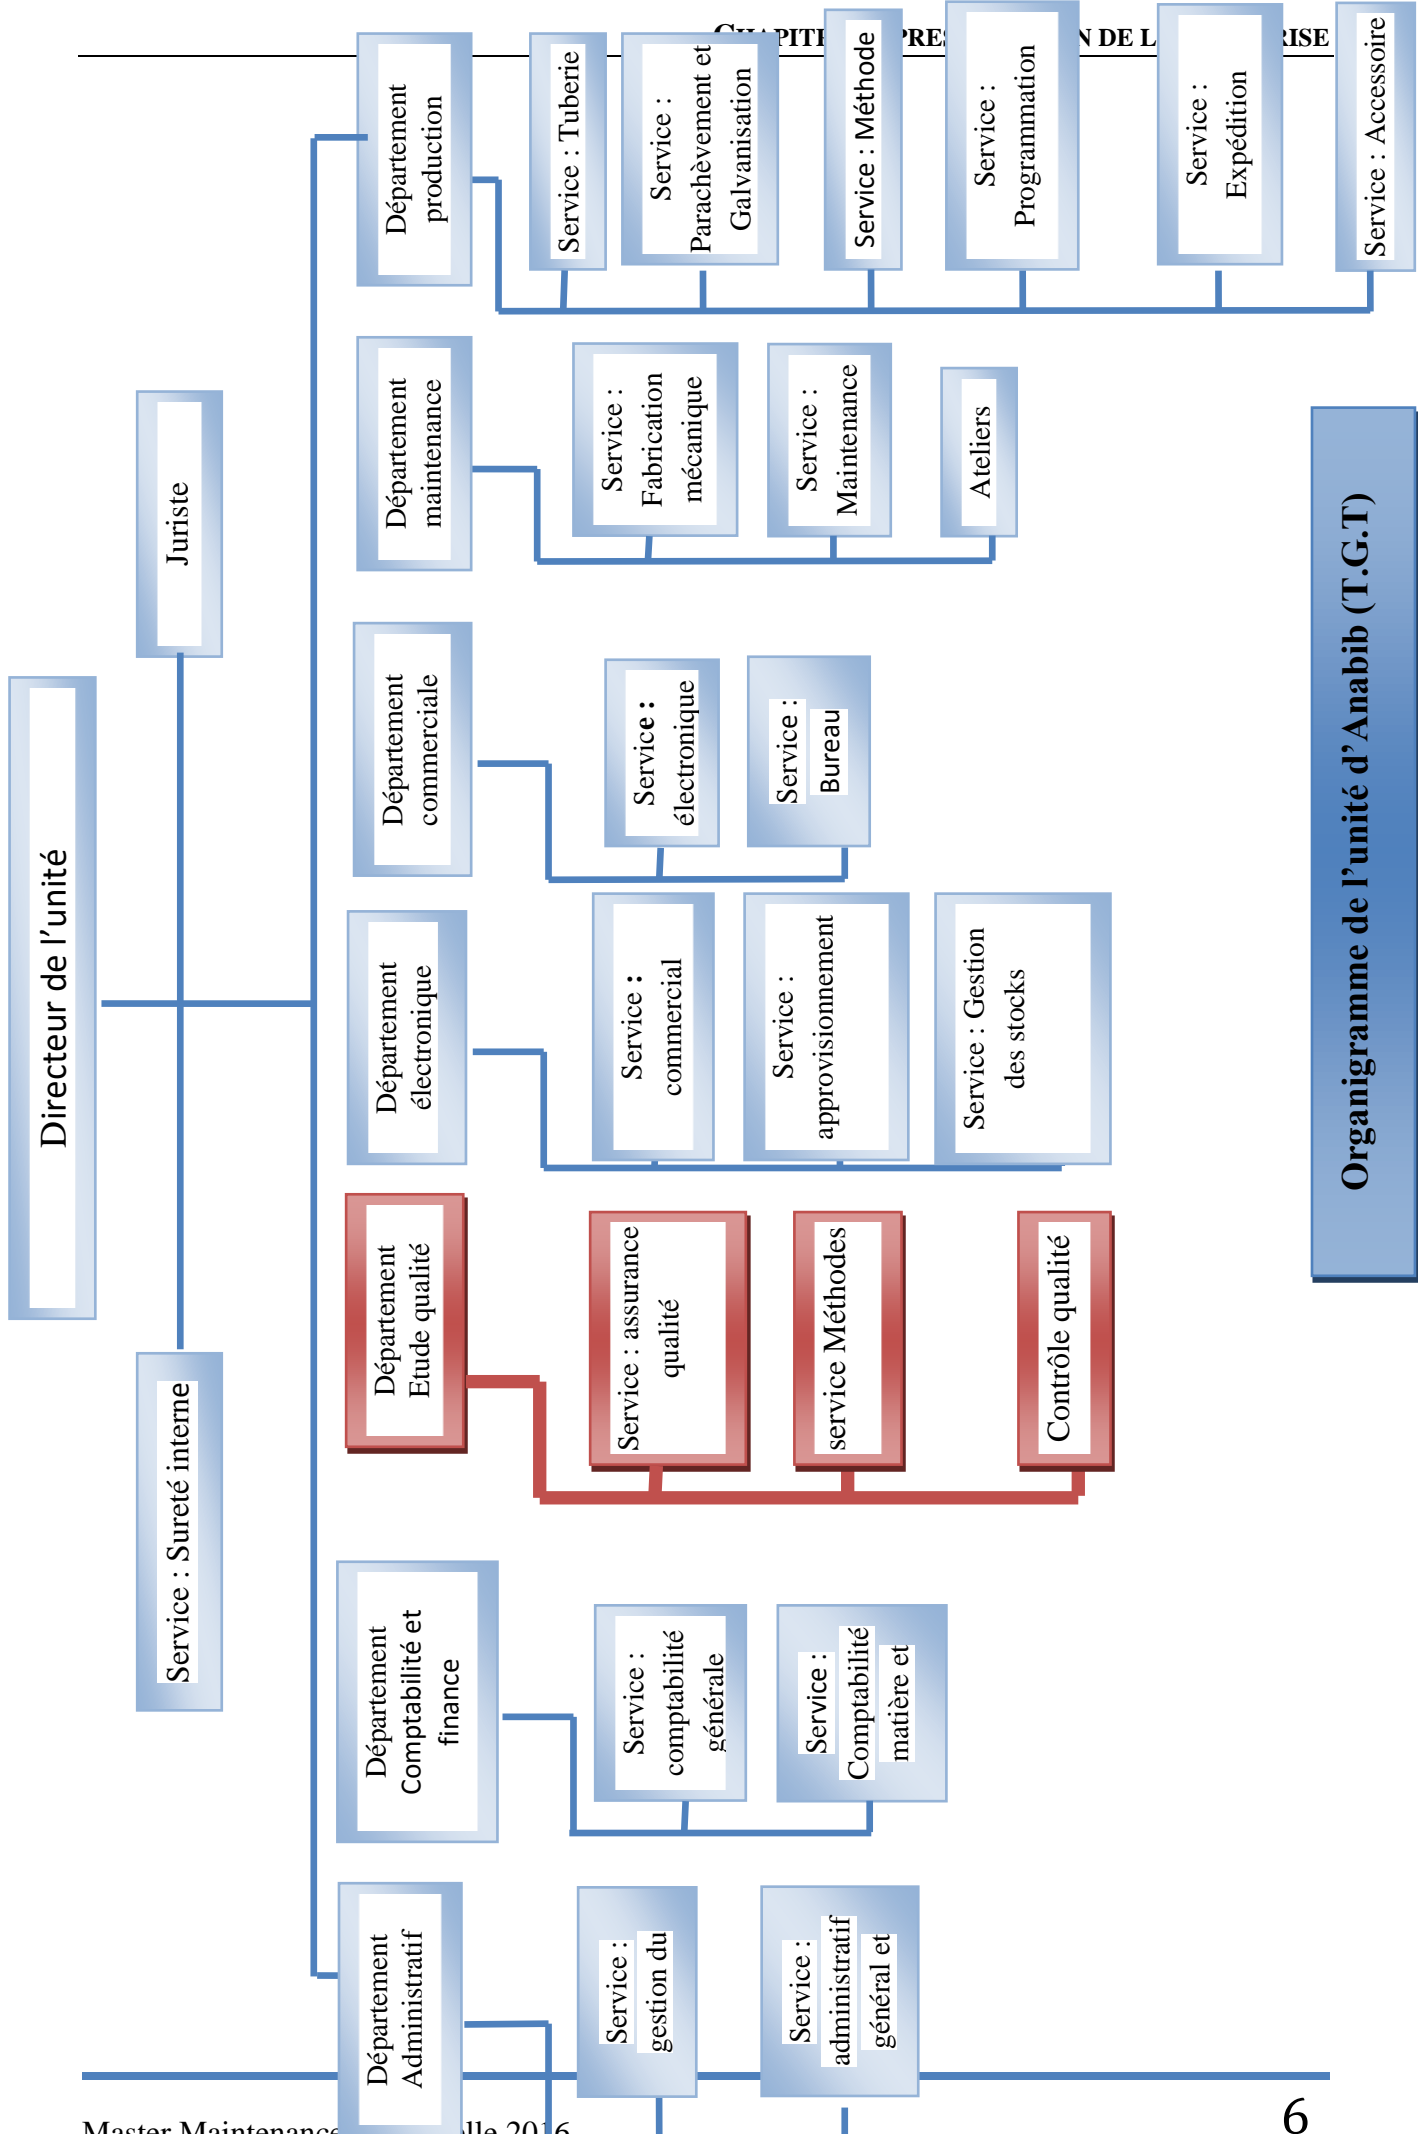 Directeur de l'unité
Service : Sureté interne
Juriste
Département
Administratif
Service :
gestion du
Service :
administratif
général et
Département
Comptabilité et
finance
Service :
comptabilité
générale
Service :
Comptabilité
matière et
Département
Etude qualité
Service : assurance
qualité
service Méthodes
Contrôle qualité
Département
électronique
Service :
commercial
Service :
approvisionnement
Service : Gestion
des stocks
Département
commerciale
Service :
électronique
Service :
Bureau
Département
maintenance
Service :
Fabrication
mécanique
Service :
Maintenance
Ateliers
Département
production
Service : Tuberie
Service :
Parachèvement et
Galvanisation
Service : Méthode
Service :
Programmation
Service :
Expédition
Service : Accessoire
Organigramme de l'unité d'Anabib (T.G.T)
DE
Master Maintenance 2016
6